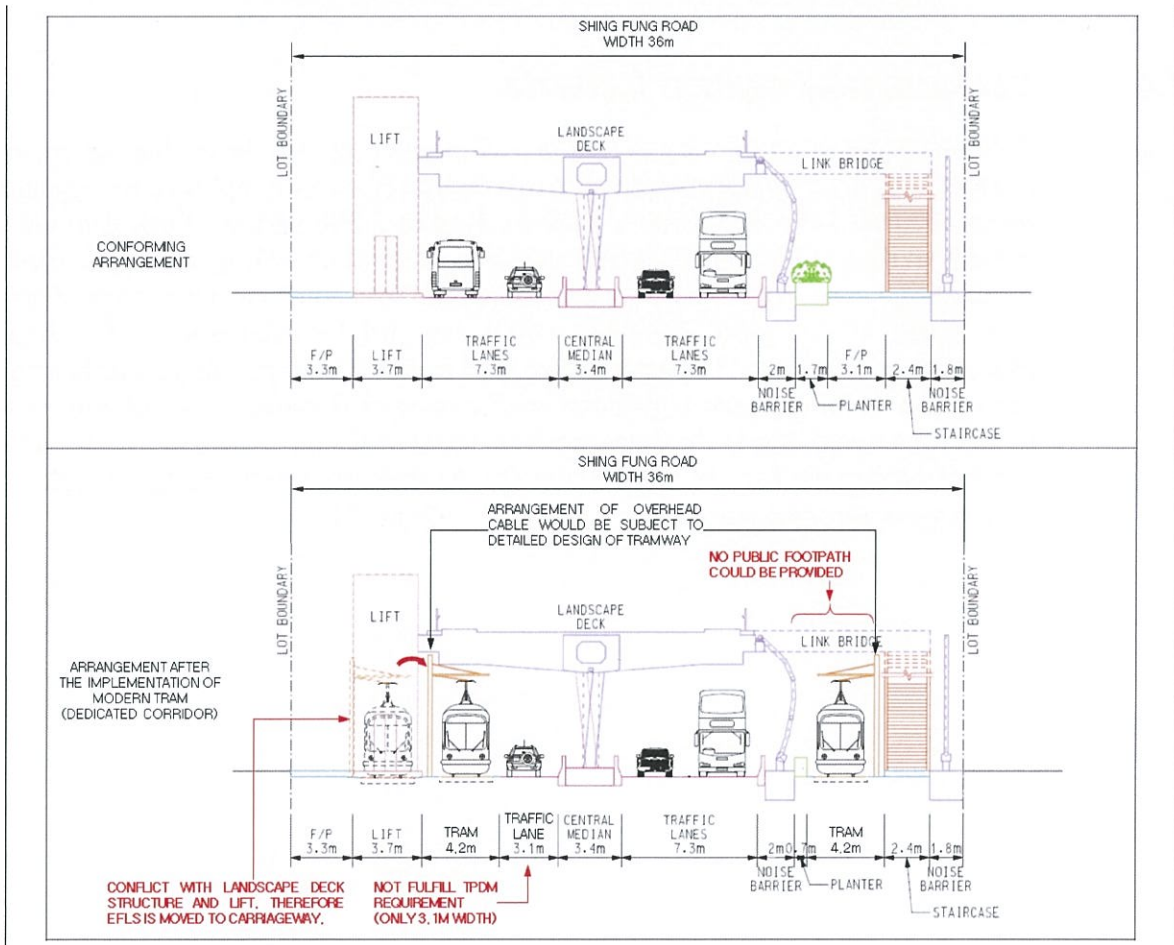 SHING FUNG ROAD
WIDTH 36m
LOT BOUNDARY
LIFT
LANDSCAPE
DECK
LINK BRIDGE
LOT BOUNDARY
CONFORMING
ARRANGEMENT
F/P
3.3m
LIFT
3.7m
TRAFFIC
LANES
7.3m
CENTRAL
MEDIAN
3.4m
TRAFFIC
LANES
7.3m
2m
NOISE
BARRIER
1.7m
PLANTER
F/P
3.1m
2.4m
STAIRCASE
1.8m
NOISE
BARRIER
SHING FUNG ROAD
WIDTH 36m
ARRANGEMENT OF OVERHEAD
CABLE WOULD BE SUBJECT TO
DETAILED DESIGN OF TRAMWAY
NO PUBLIC FOOTPATH
COULD BE PROVIDED
LOT BOUNDARY
LIFT
LANDSCAPE
DECK
LINK BRIDGE
LOT BOUNDARY
ARRANGEMENT AFTER
THE IMPLEMENTATION OF
MODERN TRAM
(DEDICATED CORRIDOR)
F/P
3.3m
LIFT
3.7m
TRAM
4.2m
TRAFFIC
LANE
3.1m
CENTRAL
MEDIAN
3.4m
TRAFFIC
LANES
7.3m
2m
NOISE
BARRIER
0.7m
PLANTER
TRAM
4.2m
2.4m
STAIRCASE
1.8m
NOISE
BARRIER
CONFLICT WITH LANDSCAPE DECK
STRUCTURE AND LIFT, THEREFORE
EFLS IS MOVED TO CARRIAGEWAY.
NOT FULFILL TPDM
REQUIREMENT
(ONLY 3.1M WIDTH)